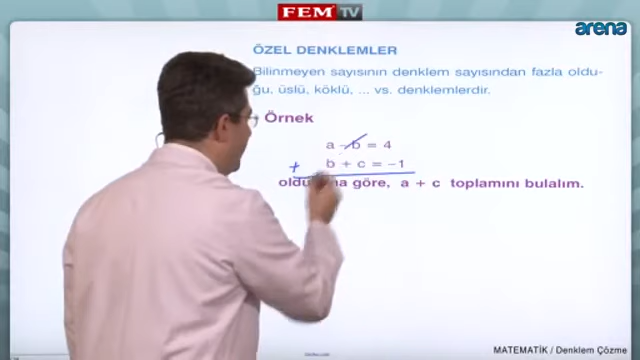 FEM TV
arena
ÖZEL DENKLEMLER
Bilinmeyen sayısının denklem sayısından fazla oldu-
ğu, üslü, köklü, ... vs. denklemlerdir.
Örnek
a - b = 4
+ b + c = -1
göre, a + c toplamını bulalım.
MATEMATİK / Denklem Çözme